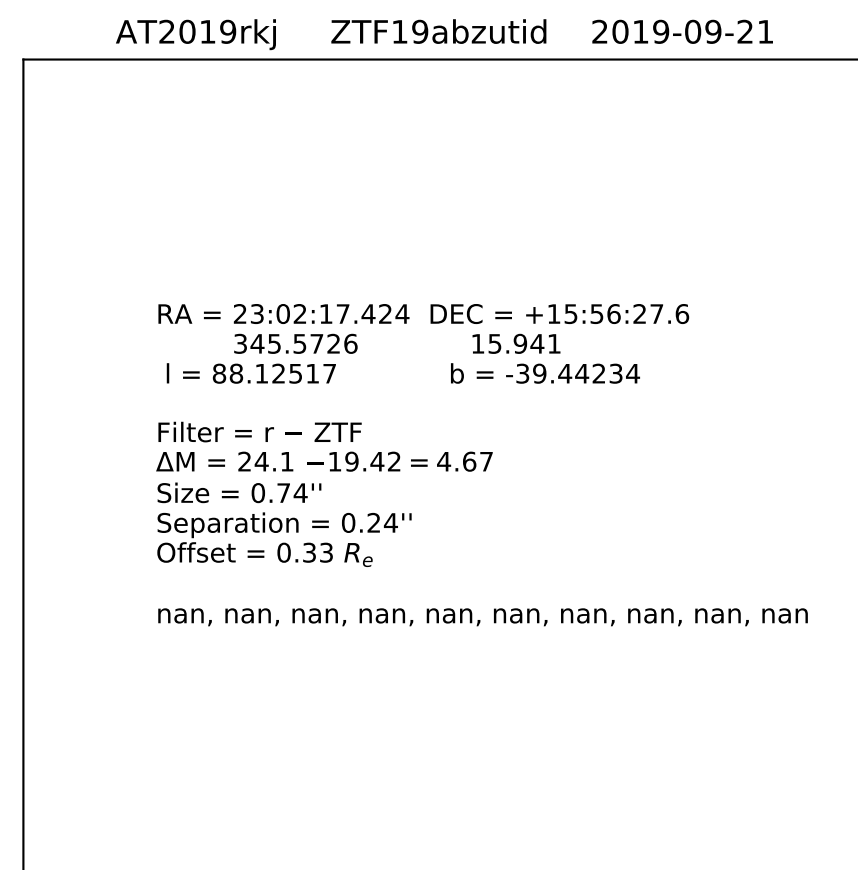 AT2019rkj ZTF19abzutid 2019-09-21
RA = 23:02:17.424 DEC = +15:56:27.6
345.5726 15.941
l = 88.12517 b = -39.44234
Filter = r − ZTF
ΔM = 24.1 −19.42 = 4.67
Size = 0.74''
Separation = 0.24''
Offset = 0.33 Re
nan, nan, nan, nan, nan, nan, nan, nan, nan, nan